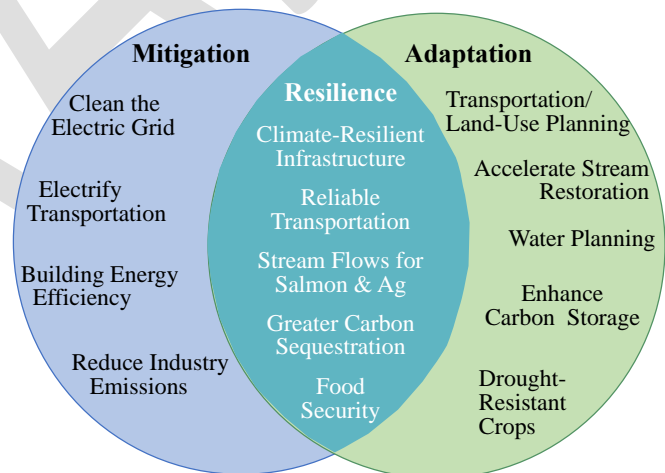 Mitigation
Clean the
Electric Grid
Electrify
Transportation
Building Energy
Efficiency
Reduce Industry
Emissions
Resilience
Climate-Resilient
Infrastructure
Reliable
Transportation
Stream Flows for
Salmon & Ag
Greater Carbon
Sequestration
Food
Security
Adaptation
Transportation/
Land-Use Planning
Accelerate Stream
Restoration
Water Planning
Enhance
Carbon Storage
Drought-
Resistant
Crops